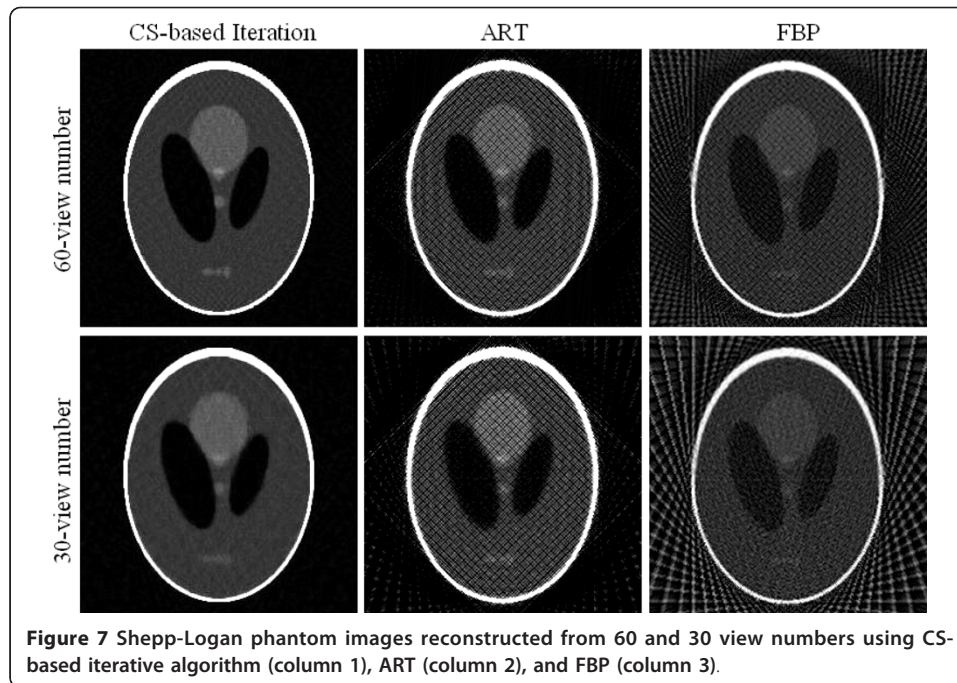 CS-based Iteration
ART
FBP
60-view number
30-view number
Figure 7 Shepp-Logan phantom images reconstructed from 60 and 30 view numbers using CS-
based iterative algorithm (column 1), ART (column 2), and FBP (column 3).